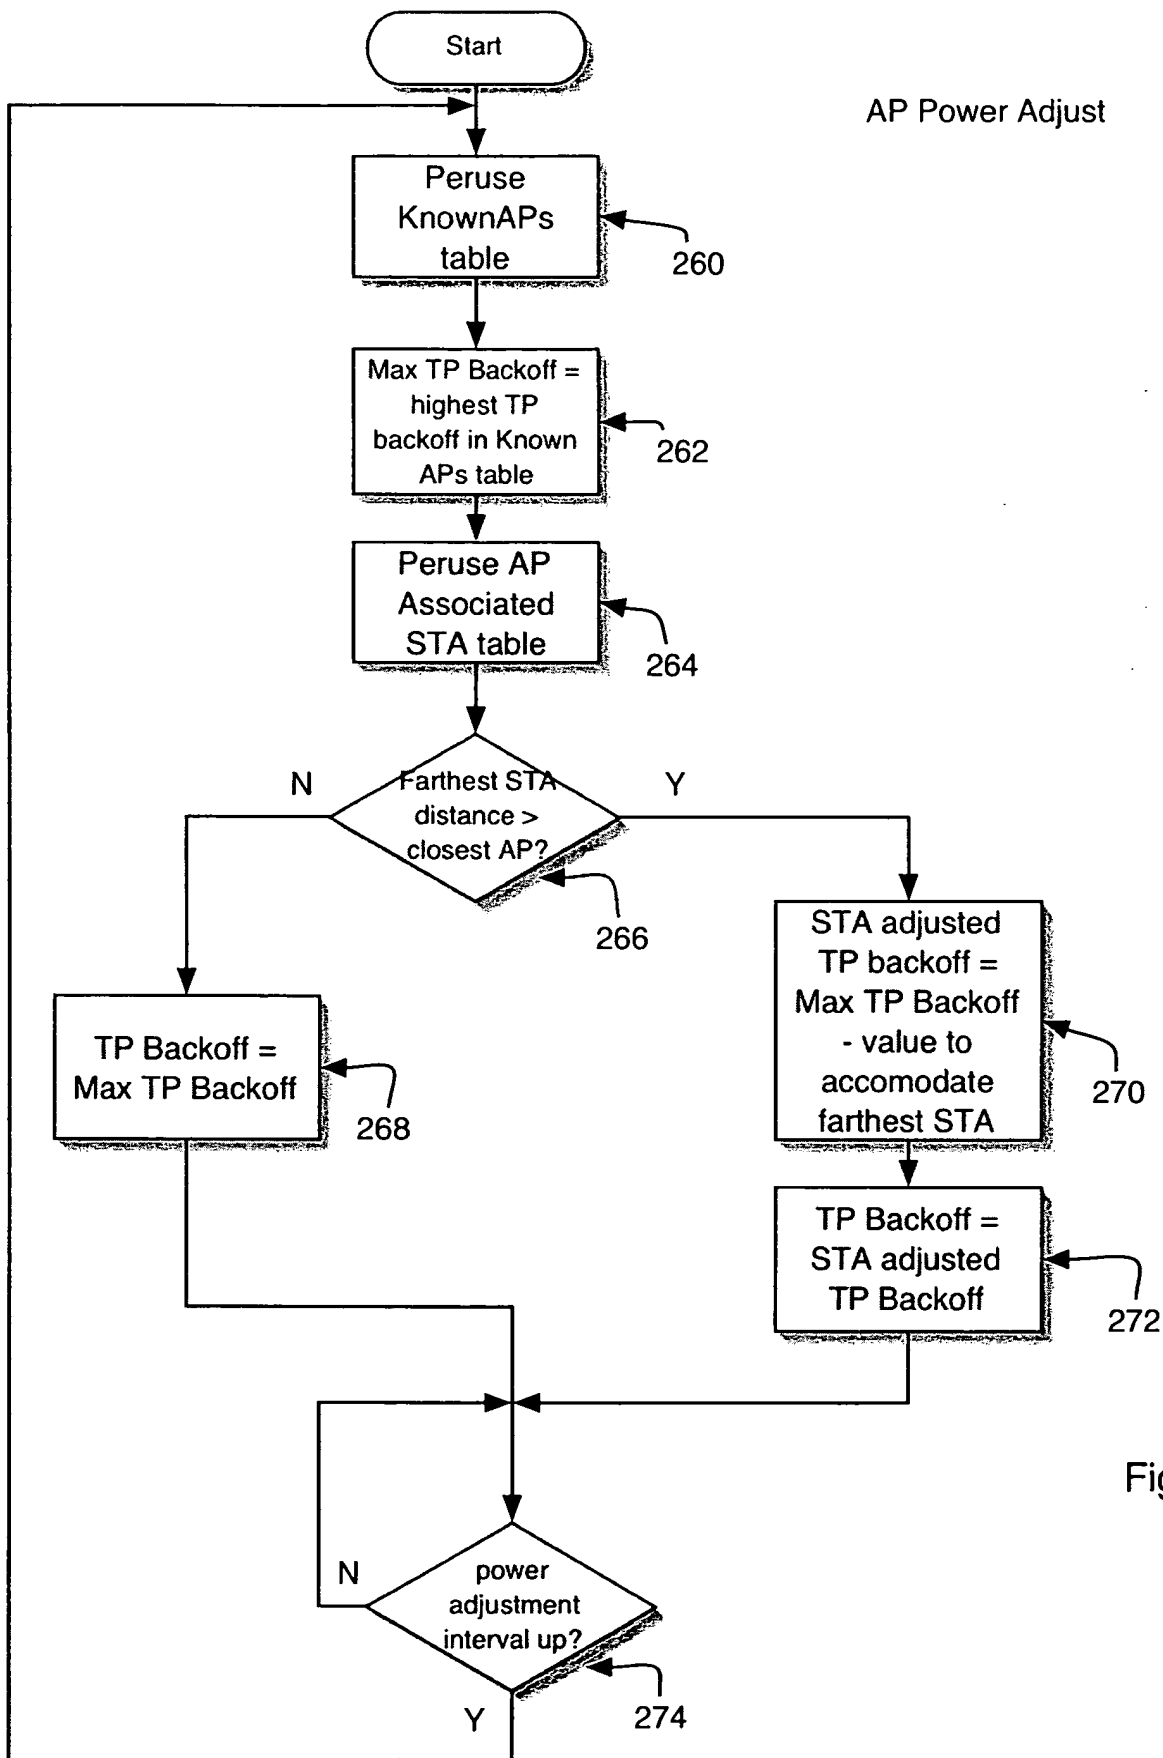 Start
AP Power Adjust
Peruse
KnownAPs
table
260
Max TP Backoff =
highest TP
backoff in Known
APs table
262
Peruse AP
Associated
STA table
264
N
Farthest STA
distance >
closest AP?
Y
266
STA adjusted
TP backoff =
Max TP Backoff
- value to
accomodate
farthest STA
270
TP Backoff =
Max TP Backoff
268
TP Backoff =
STA adjusted
TP Backoff
272
Fig
N
power
adjustment
interval up?
274
Y